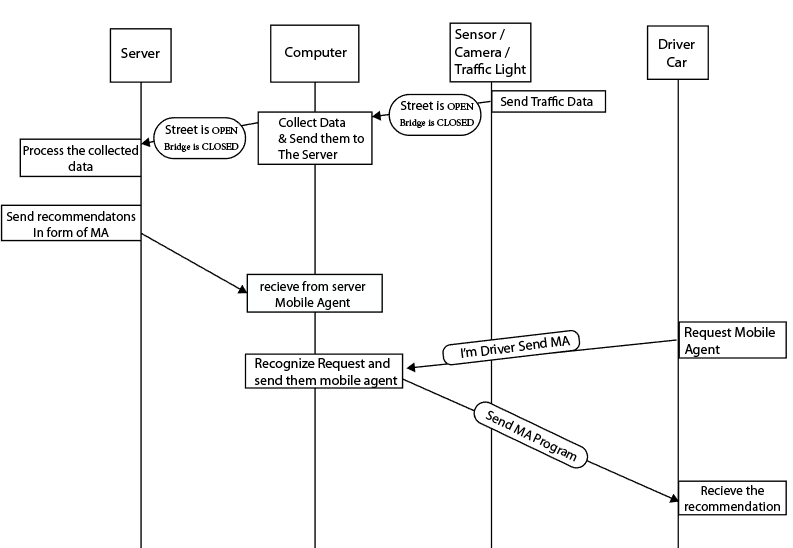 Server
Computer
Sensor /
Camera /
Traffic Light
Driver
Car
Send Traffic Data
Street is OPEN
Bridge is CLOSED
Collect Data
& Send them to
The Server
Street is OPEN
Bridge is CLOSED
Process the collected
data
Send recommendatons
In form of MA
recieve from server
Mobile Agent
Request Mobile
Agent
I'm Driver Send MA
Recognize Request and
send them mobile agent
Send MA Program
Recieve the
recommendation